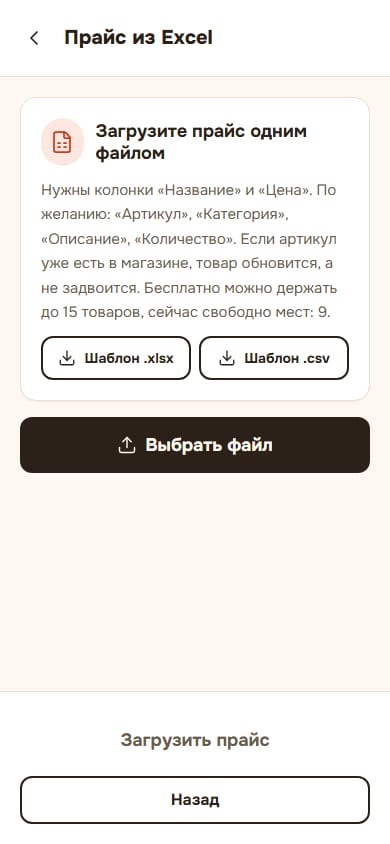 Прайс из Excel
Загрузите прайс одним
файлом
Нужны колонки «Название» и «Цена». По
желанию: «Артикул», «Категория»,
«Описание», «Количество». Если артикул
уже есть в магазине, товар обновится, а
не задвоится. Бесплатно можно держать
до 15 товаров, сейчас свободно мест: 9.
Шаблон .xlsx
Шаблон .csv
Выбрать файл
Загрузить прайс
Назад